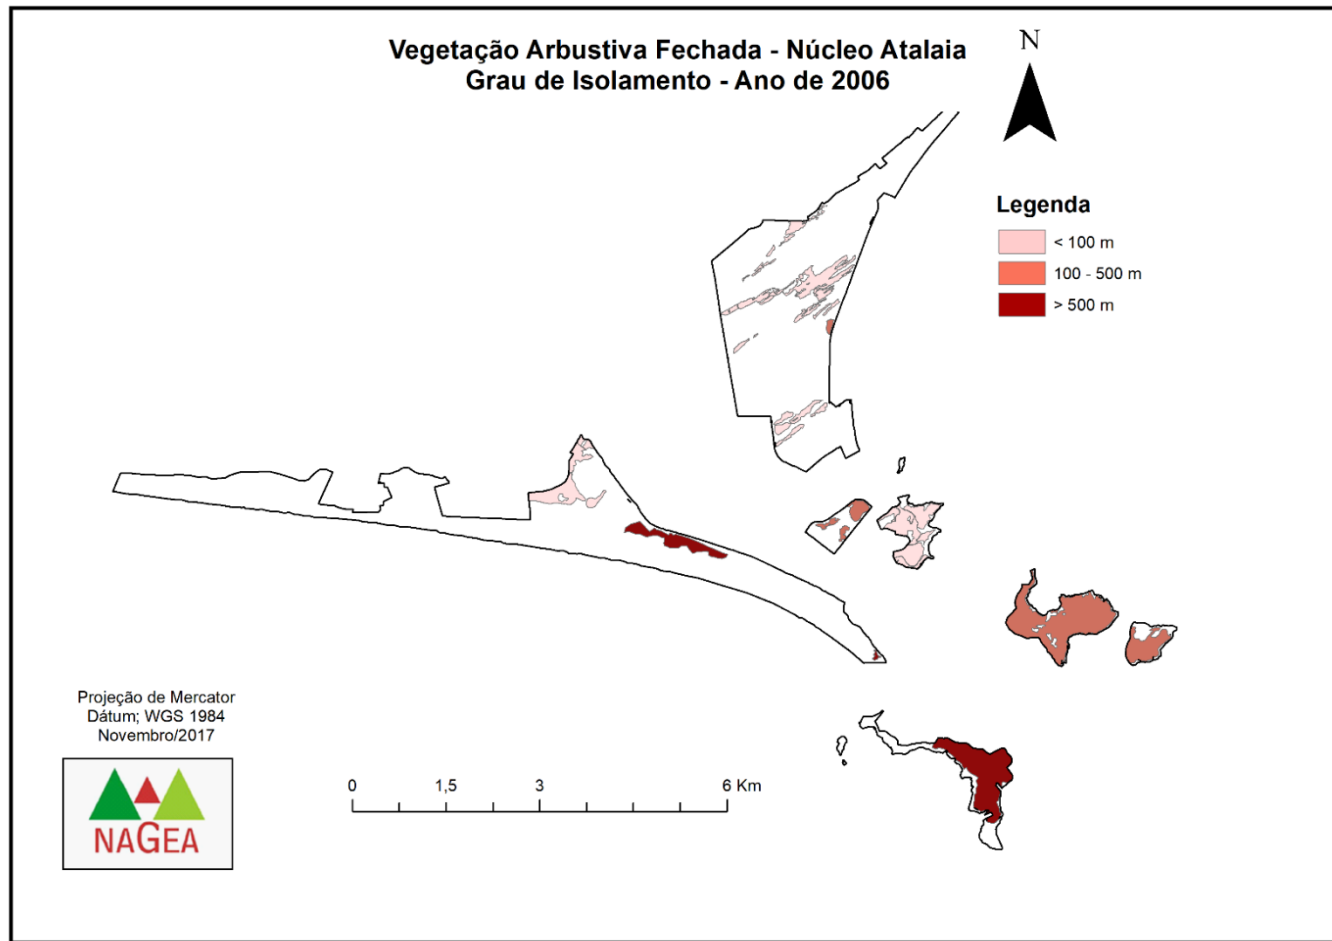 Vegetação Arbustiva Fechada - Núcleo Atalaia
Grau de Isolamento - Ano de 2006
N
Legenda
< 100 m
100 - 500 m
> 500 m
Projeção de Mercator
Dátum; WGS 1984
Novembro/2017
NAGEA
0 1,5 3 6 Km